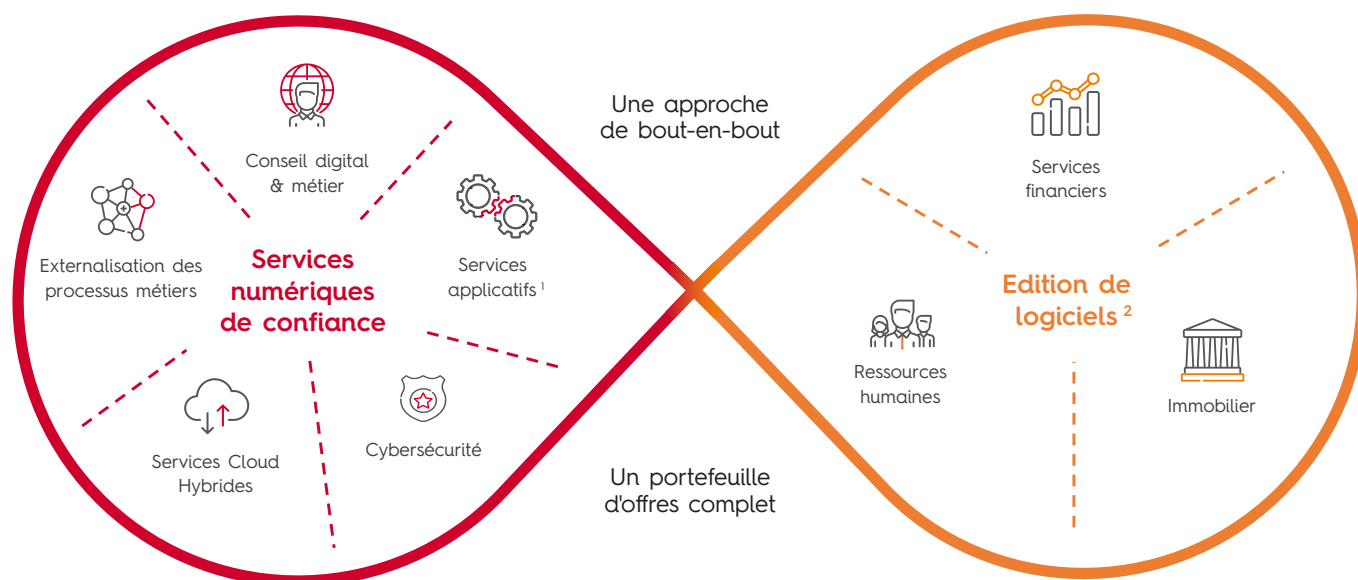 Conseil digital
& métier
Externalisation des
processus métiers
Services
applicatifs ¹
Services
numériques
de confiance
Services Cloud
Hybrides
Cybersécurité
Une approche
de bout-en-bout
Un portefeuille
d'offres complet
Services
financiers
Edition de
logiciels ²
Ressources
humaines
Immobilier